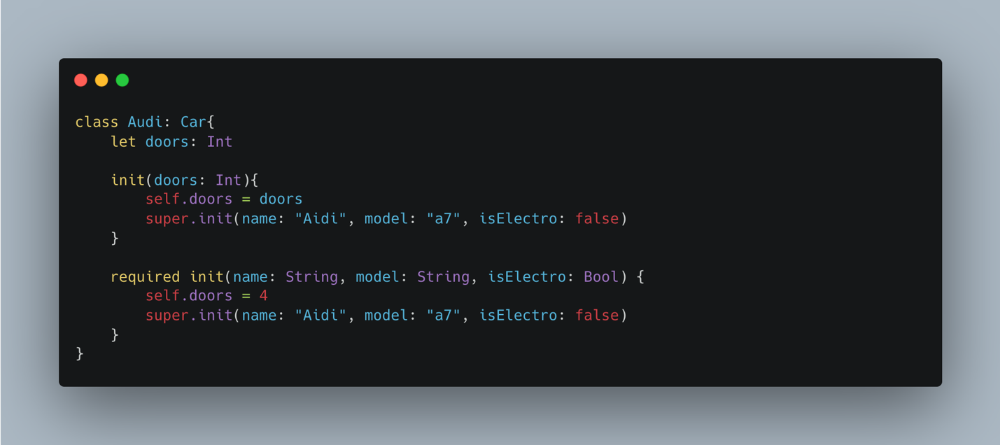 class Audi: Car{
    let doors: Int

    init(doors: Int){
        self.doors = doors
        super.init(name: "Aidi", model: "a7", isElectro: false)
    }

    required init(name: String, model: String, isElectro: Bool) {
        self.doors = 4
        super.init(name: "Aidi", model: "a7", isElectro: false)
    }
}